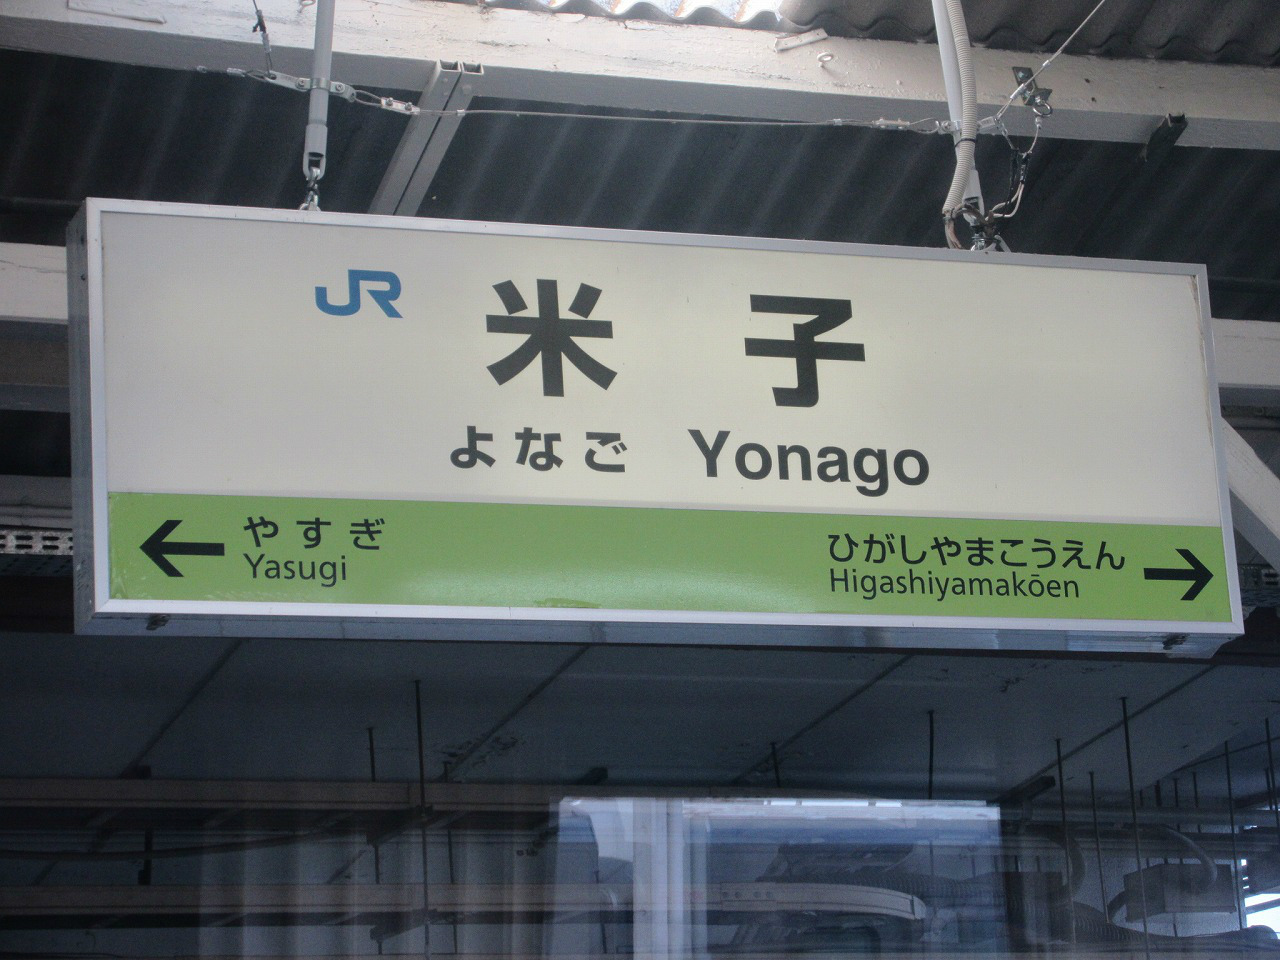 JR
米子
よなご Yonago
やすぎ
Yasugi
ひがしやまこうえん
Higashiyamakōen